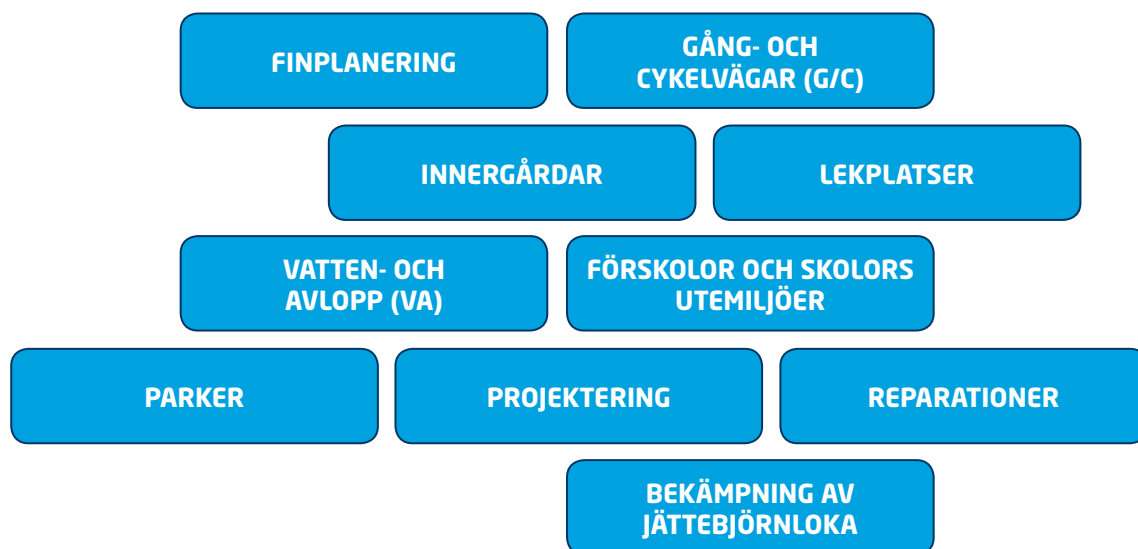 FINPLANERING
GÅNG- OCH
CYKELVÄGAR (G/C)
INNERGÅRDAR
LEKPLATSER
VATTEN- OCH
AVLOPP (VA)
FÖRSKOLOR OCH SKOLORS
UTEMILJÖER
PARKER
PROJEKTERING
REPARATIONER
BEKÄMPNING AV
JÄTTEBJÖRNLOKA